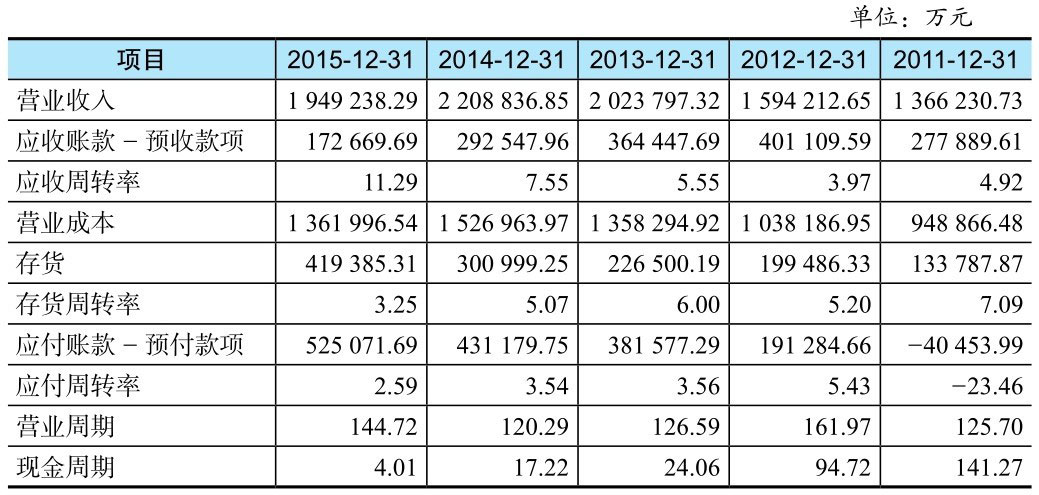 单位：万元
项目 2015-12-31 2014-12-31 2013-12-31 2012-12-31 2011-12-31
营业收入 1 949 238.29 2 208 836.85 2 023 797.32 1 594 212.65 1 366 230.73
应收账款－预收款项 172 669.69 292 547.96 364 447.69 401 109.59 277 889.61
应收周转率 11.29 7.55 5.55 3.97 4.92
营业成本 1 361 996.54 1 526 963.97 1 358 294.92 1 038 186.95 948 866.48
存货 419 385.31 300 999.25 226 500.19 199 486.33 133 787.87
存货周转率 3.25 5.07 6.00 5.20 7.09
应付账款－预付款项 525 071.69 431 179.75 381 577.29 191 284.66 −40 453.99
应付周转率 2.59 3.54 3.56 5.43 −23.46
营业周期 144.72 120.29 126.59 161.97 125.70
现金周期 4.01 17.22 24.06 94.72 141.27